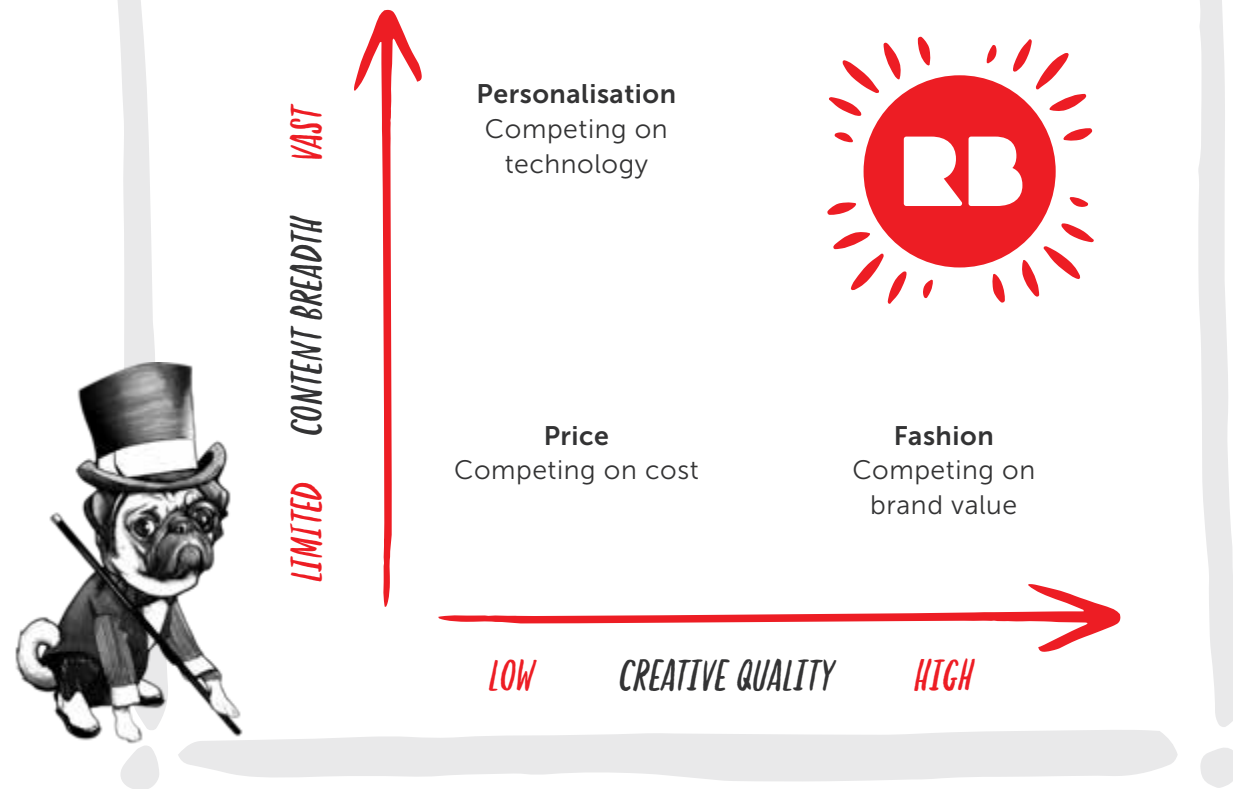 VAST
CONTENT BREADTH
LIMITED
Personalisation
Competing on
technology
RB
Price
Competing on cost
Fashion
Competing on
brand value
LOW
CREATIVE QUALITY
HIGH